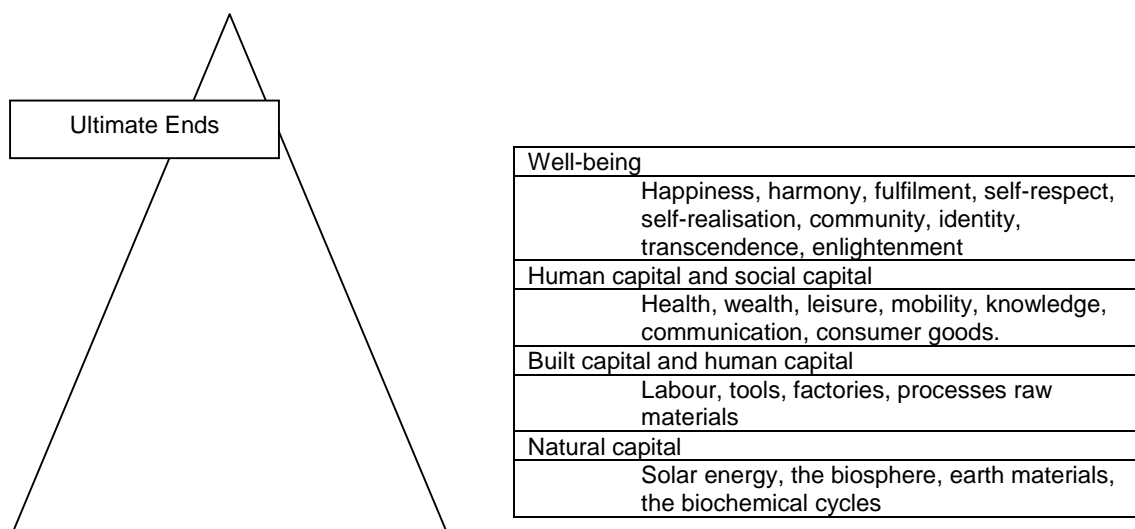 Ultimate Ends
Well-being
Happiness, harmony, fulfilment, self-respect,
self-realisation, community, identity,
transcendence, enlightenment
Human capital and social capital
Health, wealth, leisure, mobility, knowledge,
communication, consumer goods.
Built capital and human capital
Labour, tools, factories, processes raw
materials
Natural capital
Solar energy, the biosphere, earth materials,
the biochemical cycles